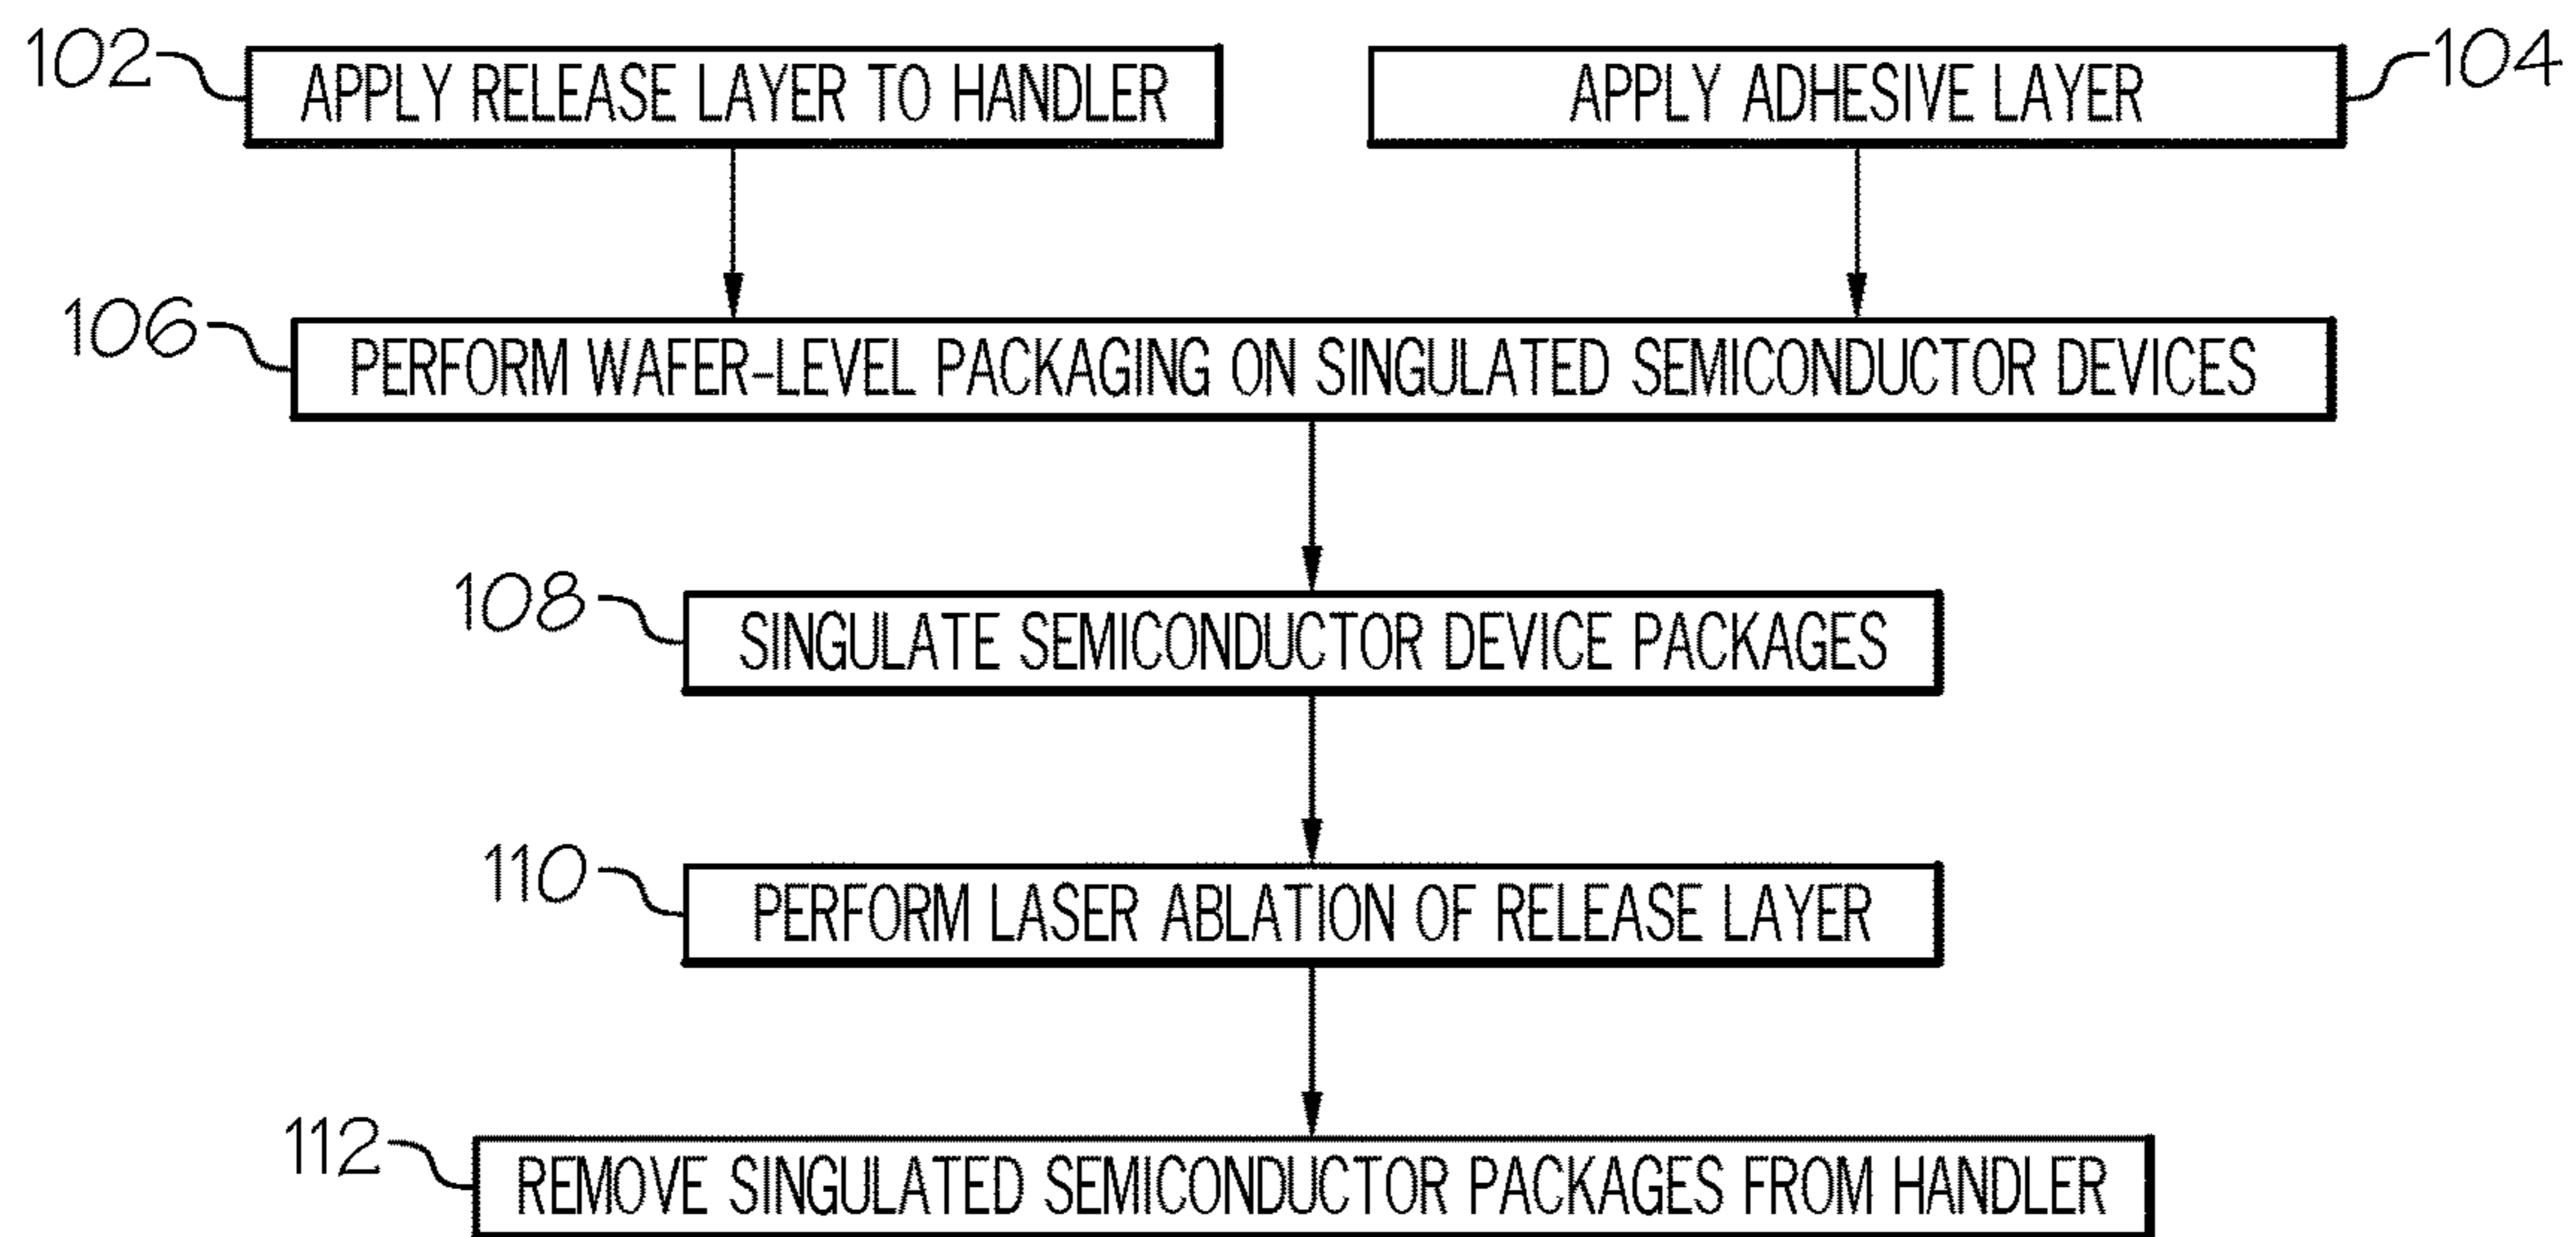 102 APPLY RELEASE LAYER TO HANDLER
APPLY ADHESIVE LAYER 104
106 PERFORM WAFER-LEVEL PACKAGING ON SINGULATED SEMICONDUCTOR DEVICES
108 SINGULATE SEMICONDUCTOR DEVICE PACKAGES
110 PERFORM LASER ABLATION OF RELEASE LAYER
112 REMOVE SINGULATED SEMICONDUCTOR PACKAGES FROM HANDLER